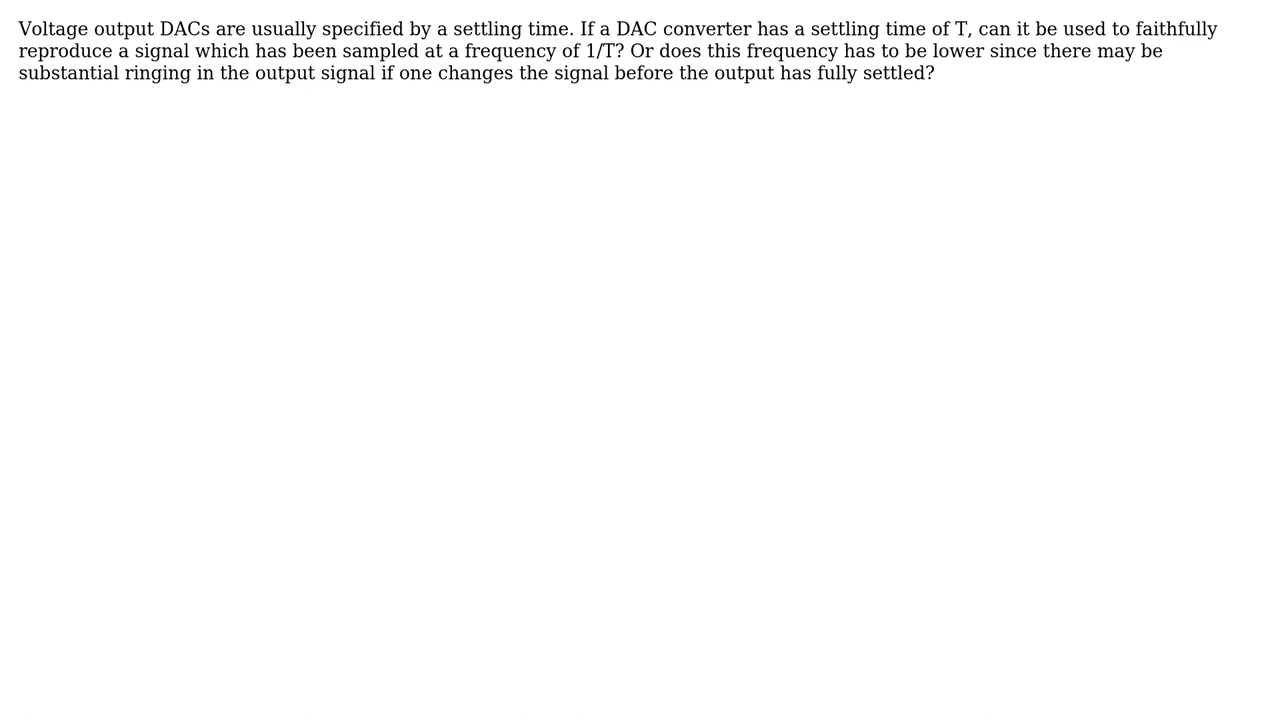 Voltage output DACs are usually specified by a settling time. If a DAC converter has a settling time of T, can it be used to faithfully
reproduce a signal which has been sampled at a frequency of 1/T? Or does this frequency has to be lower since there may be
substantial ringing in the output signal if one changes the signal before the output has fully settled?